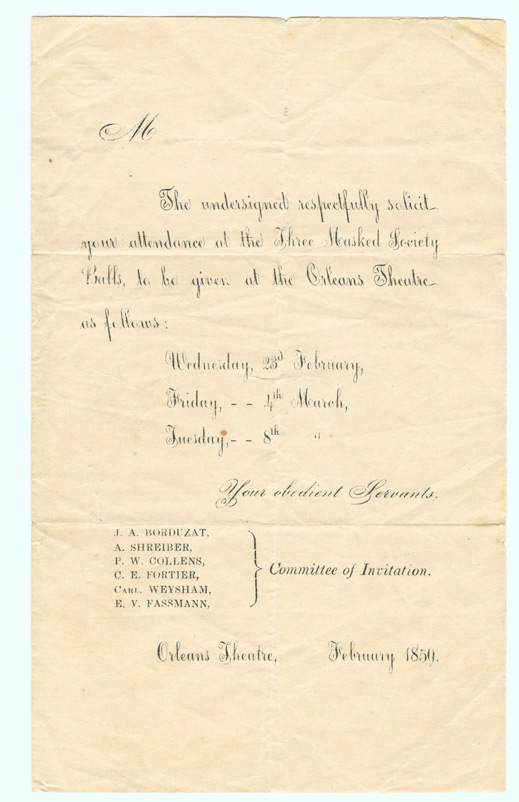 M
The undersigned respectfully solicit
your attendance at the Three Masked Society
Balls, to be given at the Orleans Theatre
as follows:
Wednesday, 23d February,
Friday, - - 4th March,
Tuesday, - - 8th "
Your obedient Servants.
J. A. BORDUZAT,
A. SHREIBER,
P. W. COLLENS,
C. E. FORTIER,
CARL. WEYSHAM,
E. V. FASSMANN,
Committee of Invitation.
Orleans Theatre, February 1859.